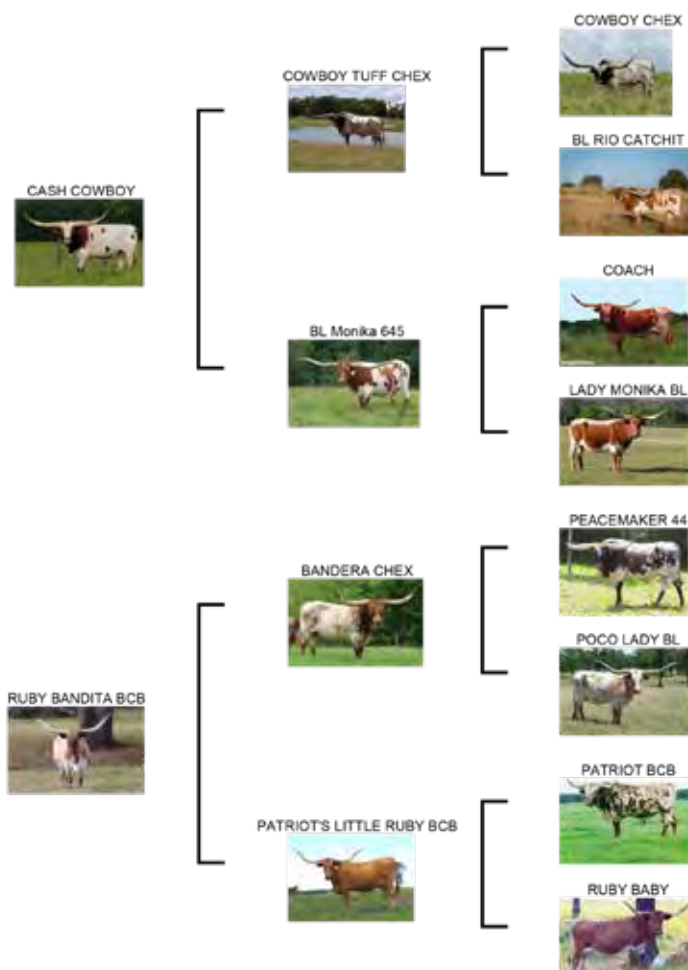 COWBOY CHEX
COWBOY TUFF CHEX
BL RIO CATCHIT
CASH COWBOY
COACH
BL Monika 645
LADY MONIKA BL
PEACEMAKER 44
BANDERA CHEX
POCO LADY BL
RUBY BANDITA BCB
PATRIOT BCB
PATRIOT'S LITTLE RUBY BCB
RUBY BABY